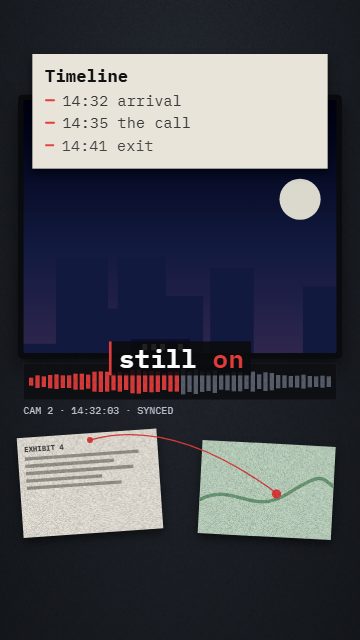 Timeline
14:32 arrival
14:35 the call
14:41 exit
still on
CAM 2 · 14:32:03 · SYNCED
EXHIBIT 4